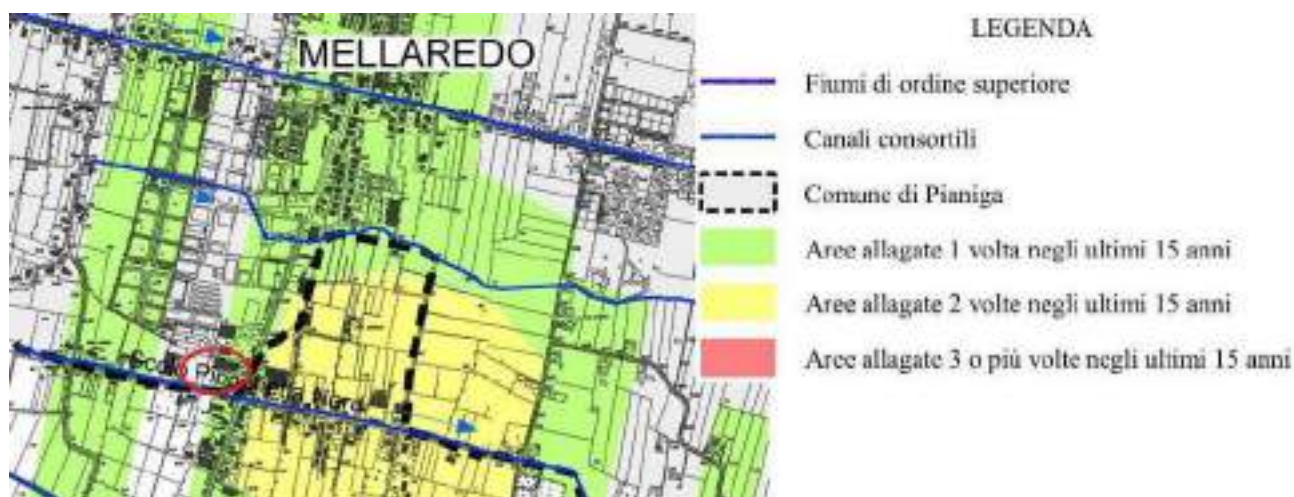 MELLAREDO
LEGENDA
Fiumi di ordine superiore
Canali consortili
Comune di Pianiga
Aree allagate 1 volta negli ultimi 15 anni
Aree allagate 2 volte negli ultimi 15 anni
Aree allagate 3 o più volte negli ultimi 15 anni